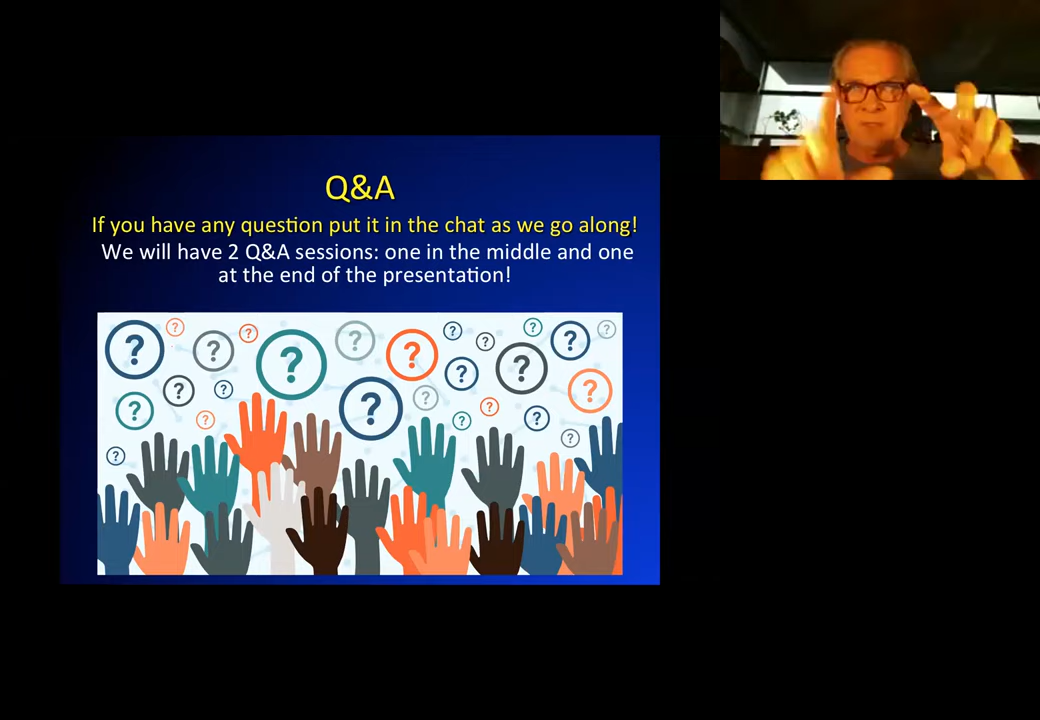 Q&A
If you have any question put it in the chat as we go along!
We will have 2 Q&A sessions: one in the middle and one
at the end of the presentation!
? ? ? ? ? ? ? ? ? ? ? ? ?
? ? ? ? ? ?
? ? ? ? ? ? ? ?
?